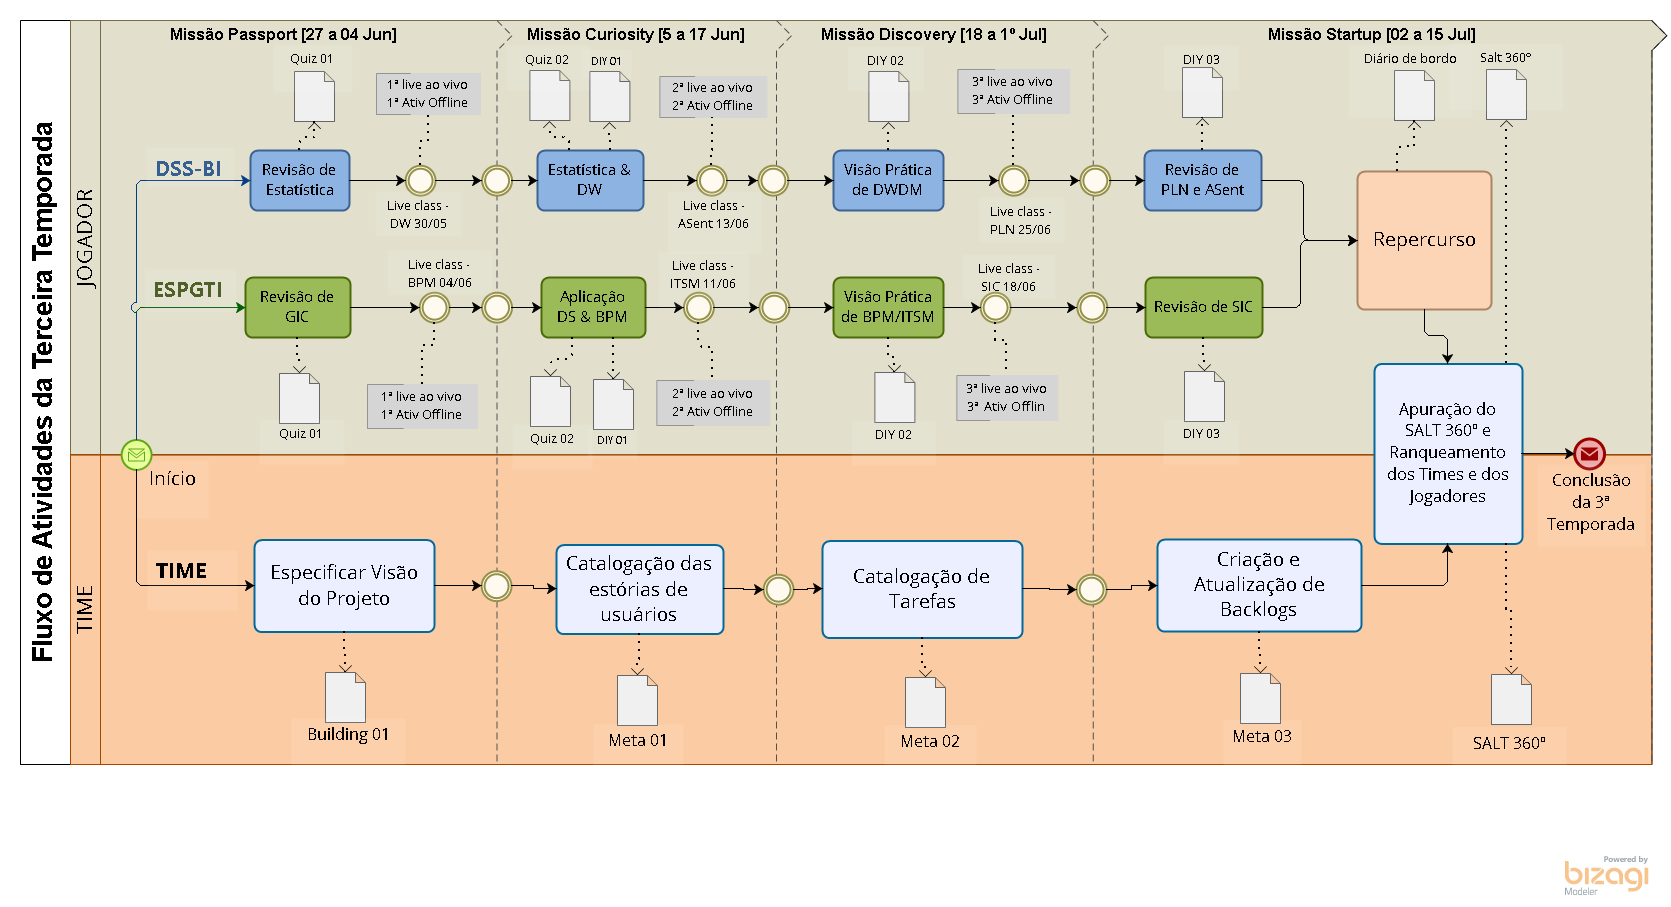 Fluxo de Atividades da Terceira Temporada
JOGADOR
TIME
Missão Passport [27 a 04 Jun]
Missão Curiosity [5 a 17 Jun]
Missão Discovery [18 a 1º Jul]
Missão Startup [02 a 15 Jul]
Quiz 01
1ª live ao vivo
1ª Ativ Offline
Quiz 02
DIY 01
2ª live ao vivo
2ª Ativ Offline
DIY 02
3ª live ao vivo
3ª Ativ Offline
DIY 03
Diário de bordo
Salt 360°
DSS-BI
Revisão de
Estatística
Live class -
DW 30/05
Estatística &
DW
Live class -
ASent 13/06
Visão Prática
de DWDM
Live class -
PLN 25/06
Revisão de
PLN e ASent
Repercurso
ESPGTI
Revisão de
GIC
Live class -
BPM 04/06
Aplicação
DS & BPM
Live class -
ITSM 11/06
Visão Prática
de BPM/ITSM
Live class -
SIC 18/06
Revisão de SIC
Quiz 01
1ª live ao vivo
1ª Ativ Offline
Quiz 02
DIY 01
2ª live ao vivo
2ª Ativ Offline
DIY 02
3ª live ao vivo
3ª Ativ Offlin
DIY 03
Apuração do
SALT 360º e
Ranqueamento
dos Times e dos
Jogadores
Início
Conclusão
da 3ª
Temporada
TIME
Especificar Visão
do Projeto
Catalogação das
estórias de
usuários
Catalogação de
Tarefas
Criação e
Atualização de
Backlogs
Building 01
Meta 01
Meta 02
Meta 03
SALT 360º
Powered by
bizagi
Modeler